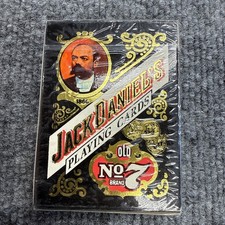 JACK DANIEL'S
PLAYING CARDS
OLD
No 7
BRAND